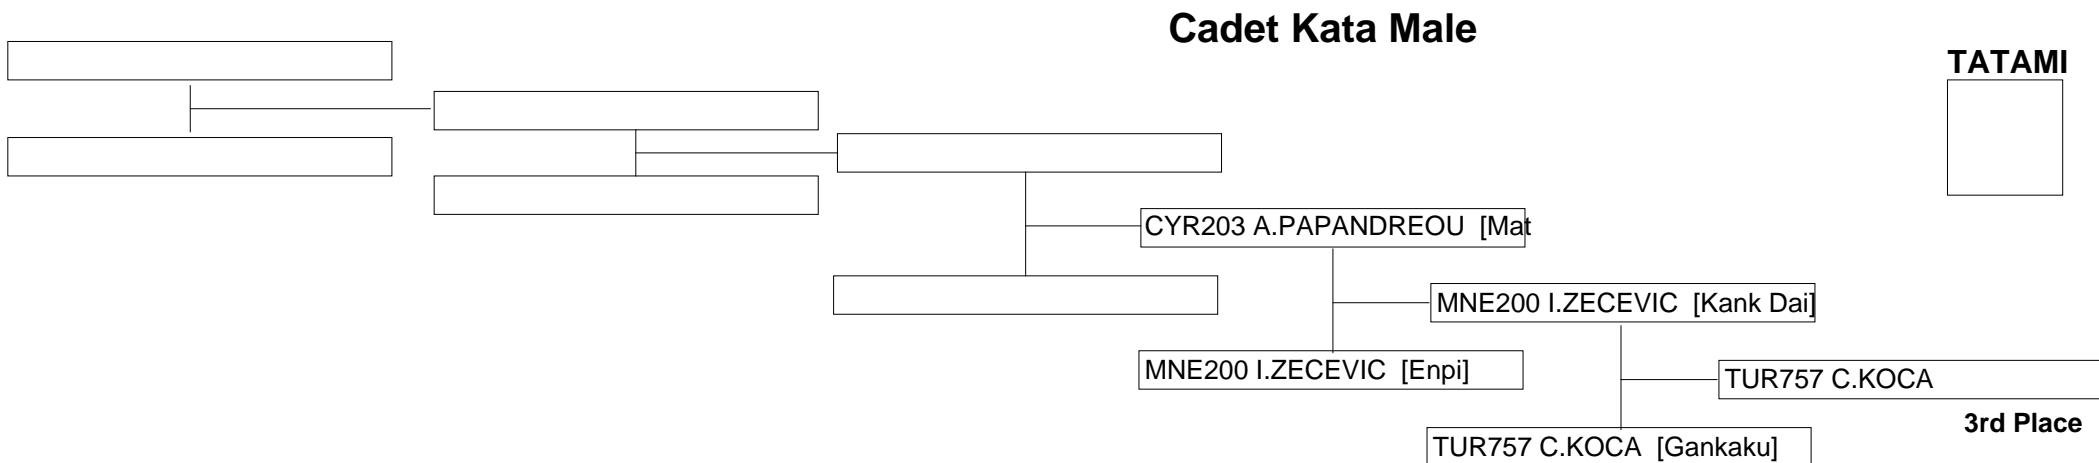 Cadet Kata Male
TATAMI
CYR203 A.PAPANDREOU [Mat
MNE200 I.ZECEVIC [Kank Dai]
MNE200 I.ZECEVIC [Enpi]
TUR757 C.KOCA
3rd Place
TUR757 C.KOCA [Gankaku]